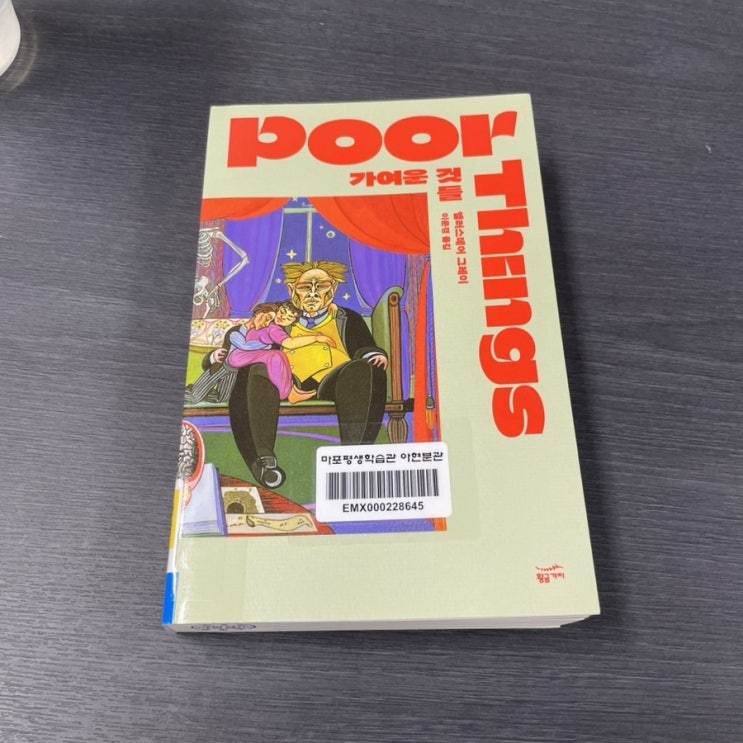 poor
Things
가여운 것들
앨러스데어 그레이
이운경 옮김
마포평생학습관 아현분관
EMX000228645
황금가지